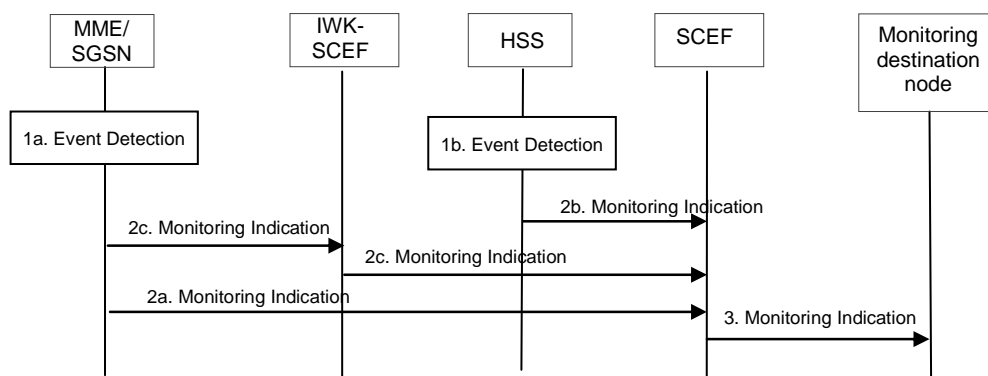 MME/
SGSN
IWK-
SCEF
HSS
SCEF
Monitoring
destination
node
1a. Event Detection
1b. Event Detection
2b. Monitoring Indication
2c. Monitoring Indication
2c. Monitoring Indication
2a. Monitoring Indication
3. Monitoring Indication